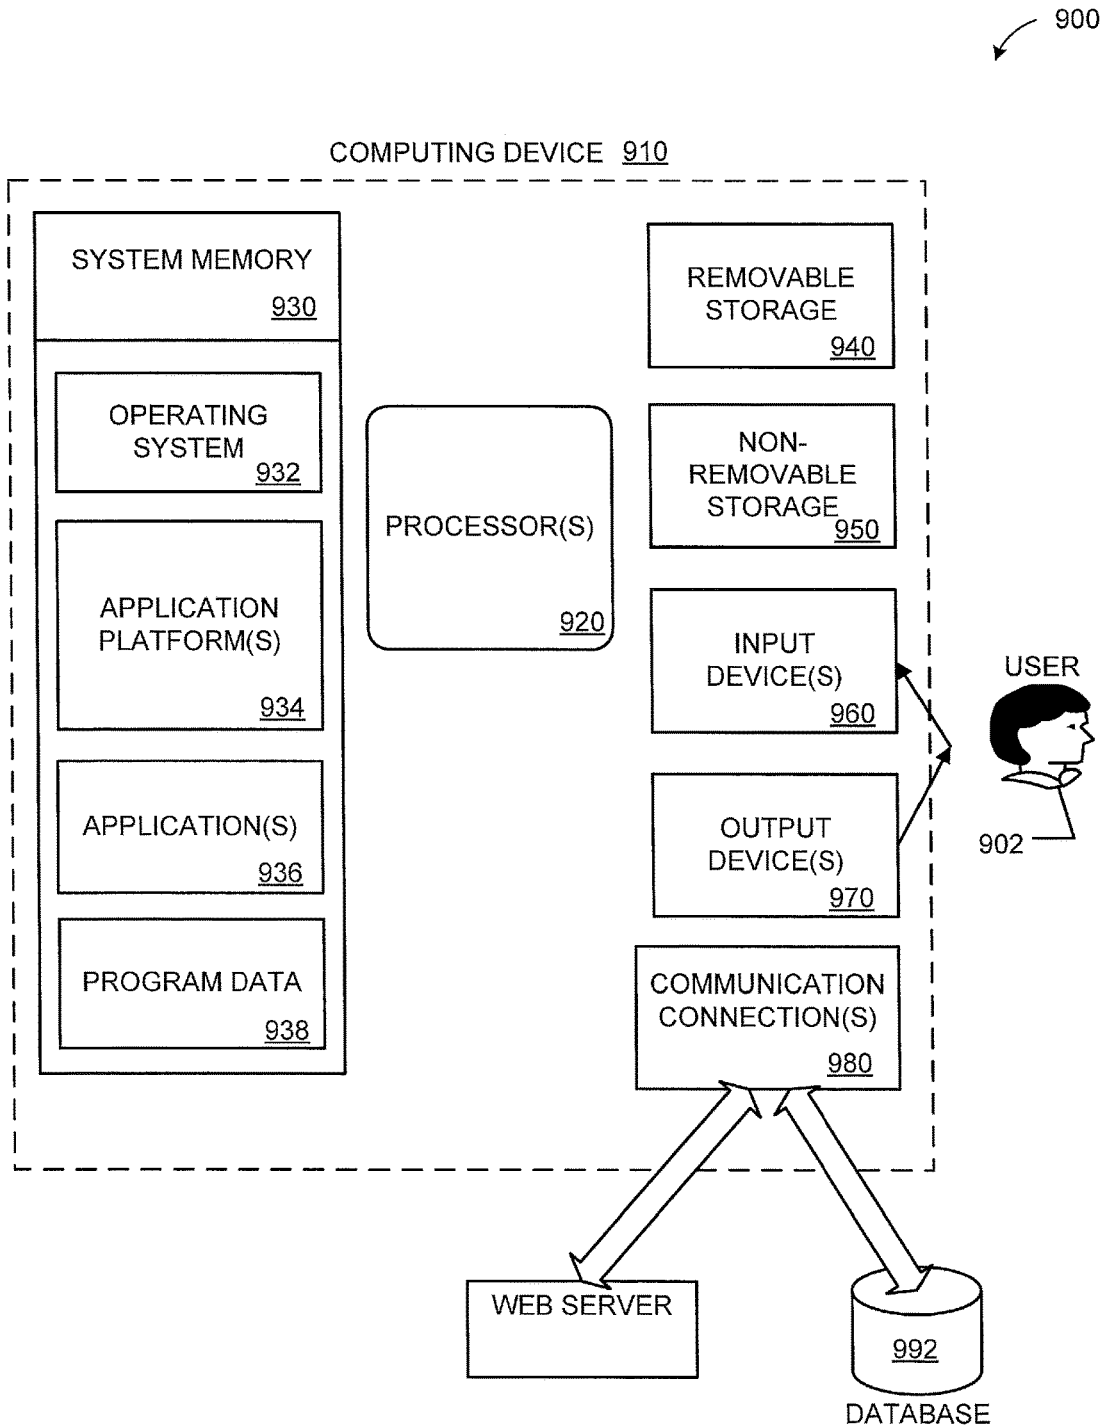 900
COMPUTING DEVICE 910
SYSTEM MEMORY
930
OPERATING
SYSTEM
932
APPLICATION
PLATFORM(S)
934
APPLICATION(S)
936
PROGRAM DATA
938
PROCESSOR(S)
920
REMOVABLE
STORAGE
940
NON-
REMOVABLE
STORAGE
950
INPUT
DEVICE(S)
960
OUTPUT
DEVICE(S)
970
COMMUNICATION
CONNECTION(S)
980
USER
902
WEB SERVER
992
DATABASE